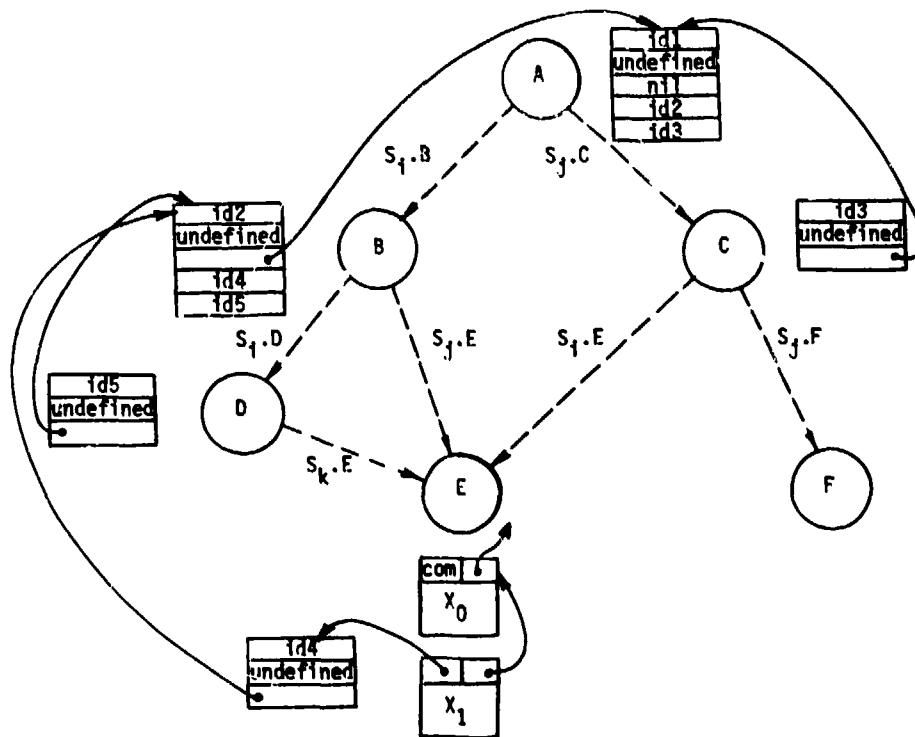 id1
undefined
nil
id2
id3
A
S_i.B
S_j.C
id2
undefined
id4
id5
B
C
id3
undefined
S_i.D
S_j.E
S_i.E
S_j.F
id5
undefined
D
S_k.E
E
F
com
X_0
id4
undefined
X_1